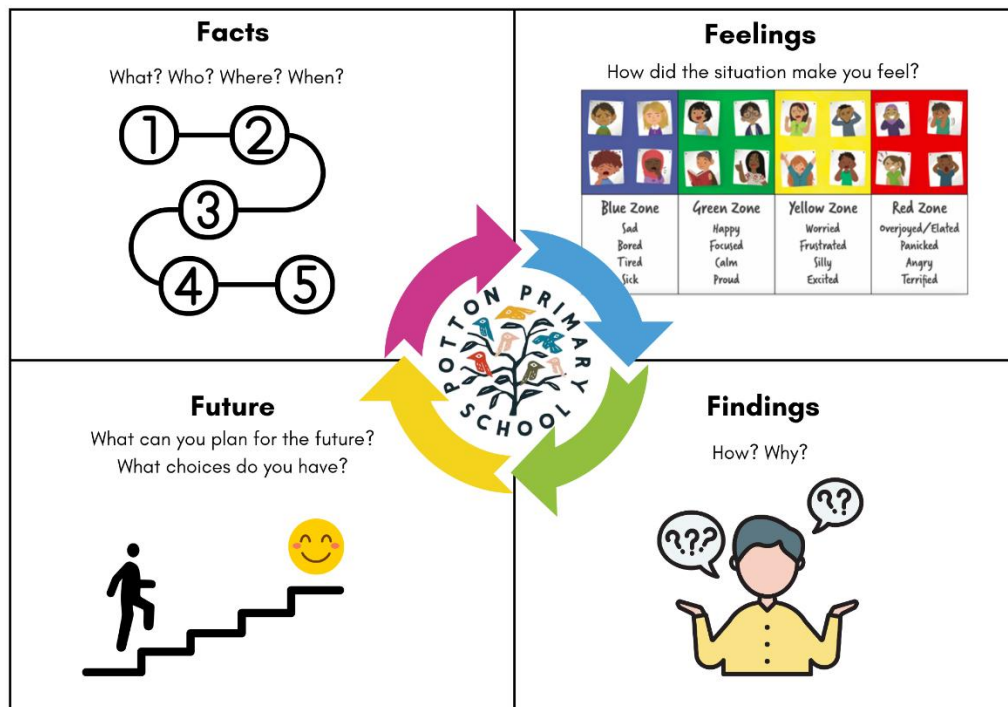 Facts
What? Who? Where? When?
1
2
3
4
5
Feelings
How did the situation make you feel?
Blue Zone
Sad
Bored
Tired
Sick
Green Zone
Happy
Focused
Calm
Proud
Yellow Zone
Worried
Frustrated
Silly
Excited
Red Zone
Overjoyed/Elated
Panicked
Angry
Terrified
POTTON PRIMARY SCHOOL
Future
What can you plan for the future?
What choices do you have?
Findings
How? Why?
???
??